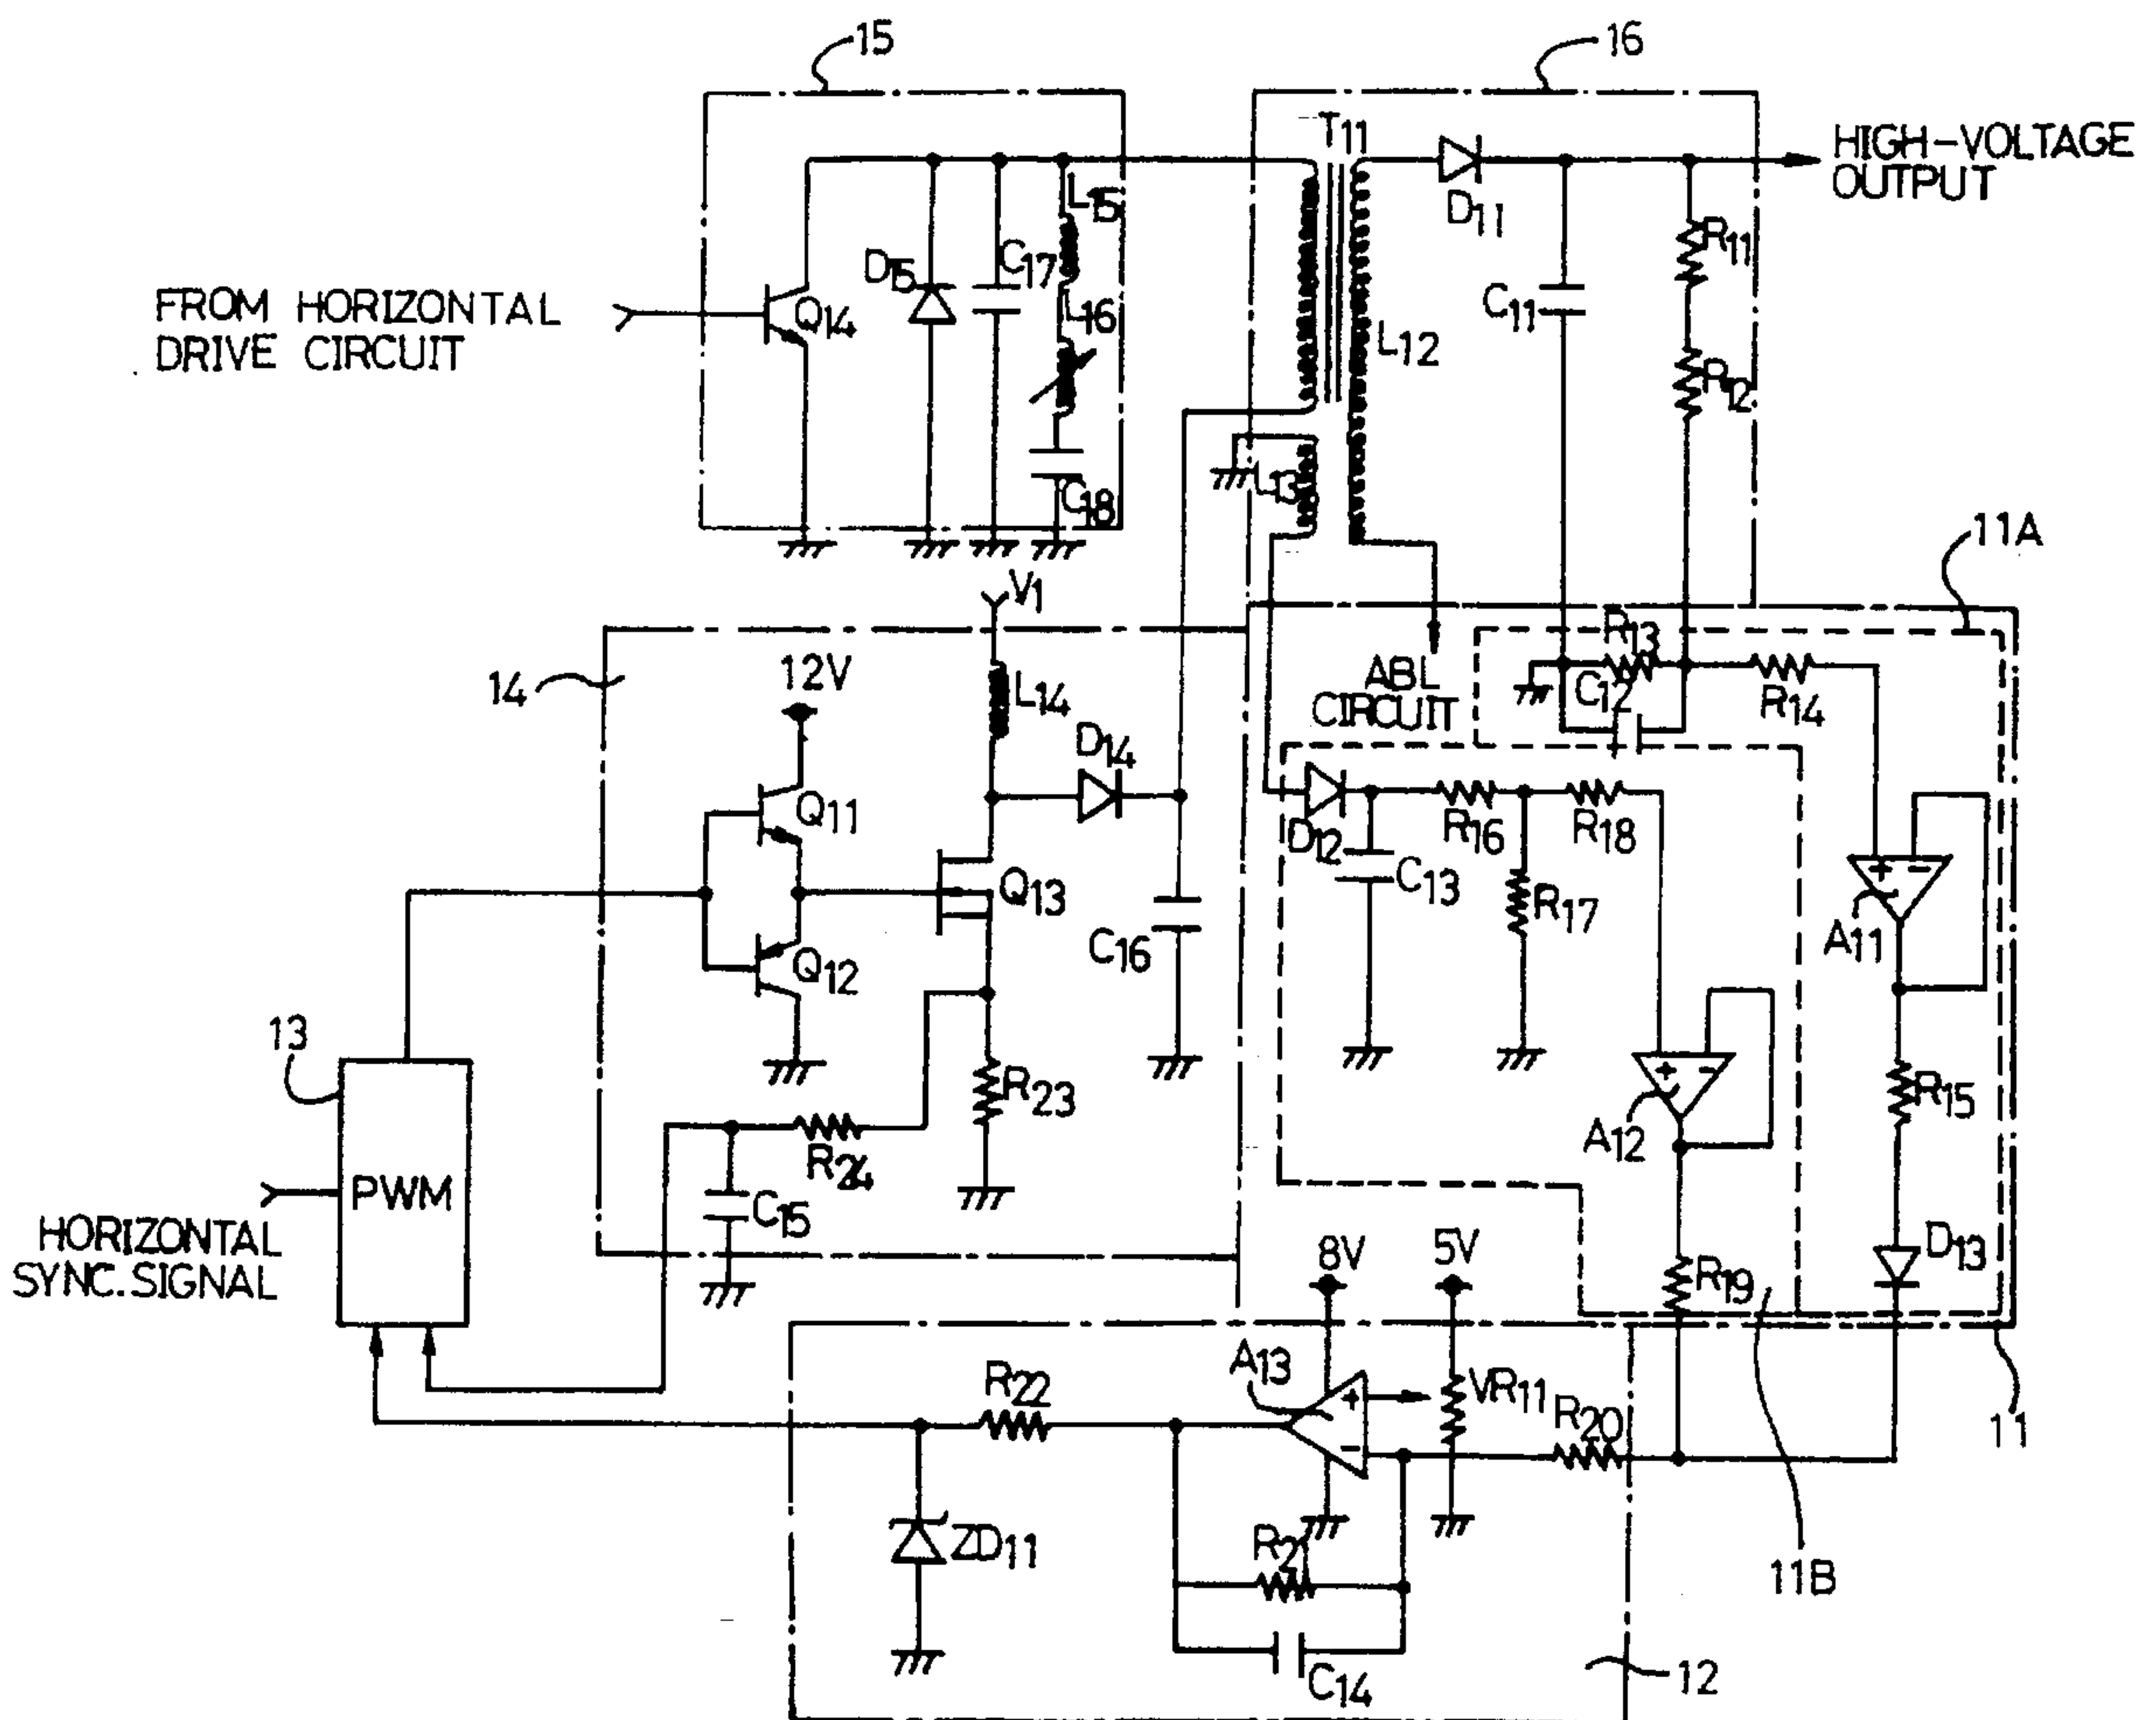 15
16
T11
HIGH-VOLTAGE
OUTPUT
D11
L15
R11
D15
C17
FROM HORIZONTAL
DRIVE CIRCUIT
Q14
L16
C11
L12
R12
L13
C18
11A
V1
R13
14
12V
L14
ABL
CIRCUIT
C12
R14
D14
Q11
D12
R16
R18
C13
Q13
R17
+ -
A11
C16
Q12
13
R23
+ -
R15
A12
R24
PWM
C15
HORIZONTAL
SYNC.SIGNAL
8V
5V
R19
D13
A13
R22
+
VR11
R20
-
11
ZD11
R21
11B
C14
12